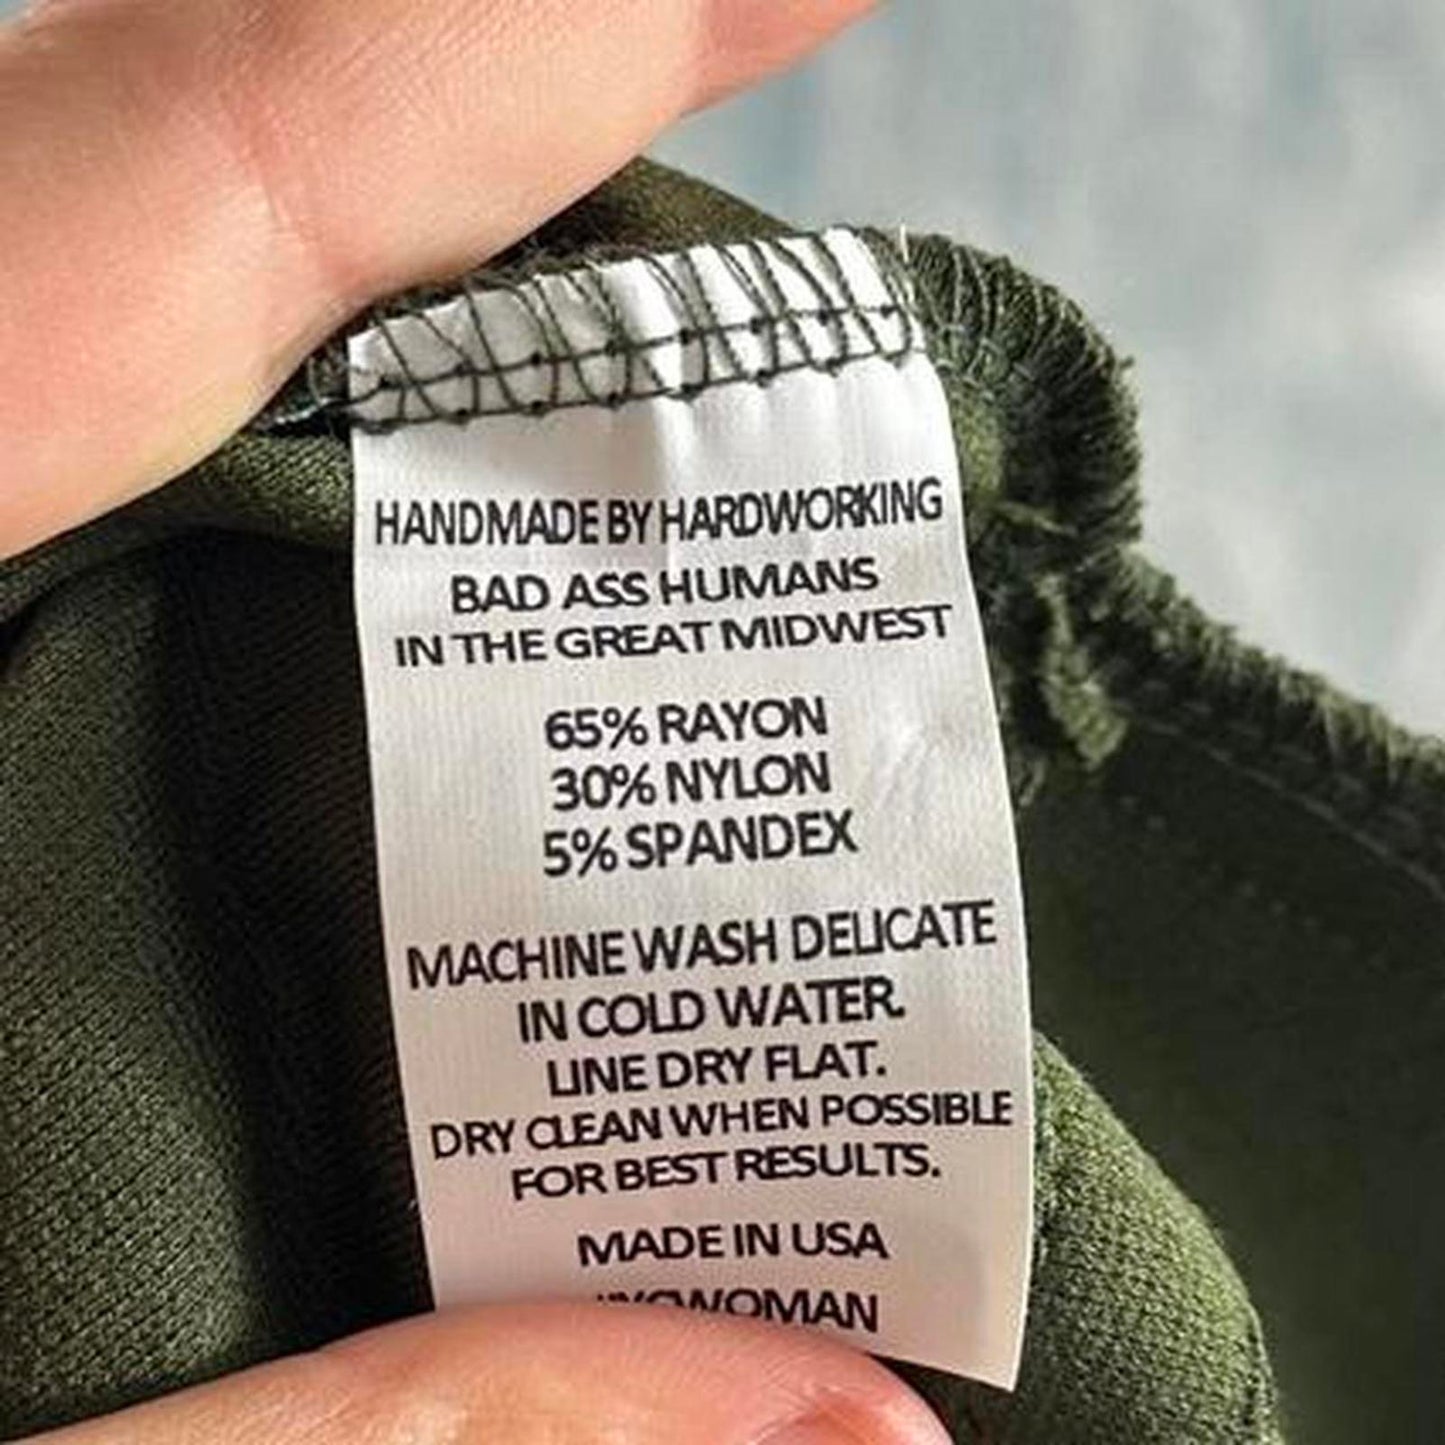 HANDMADE BY HARDWORKING
BAD ASS HUMANS
IN THE GREAT MIDWEST
65% RAYON
30% NYLON
5% SPANDEX
MACHINE WASH DELICATE
IN COLD WATER.
LINE DRY FLAT.
DRY CLEAN WHEN POSSIBLE
FOR BEST RESULTS.
MADE IN USA